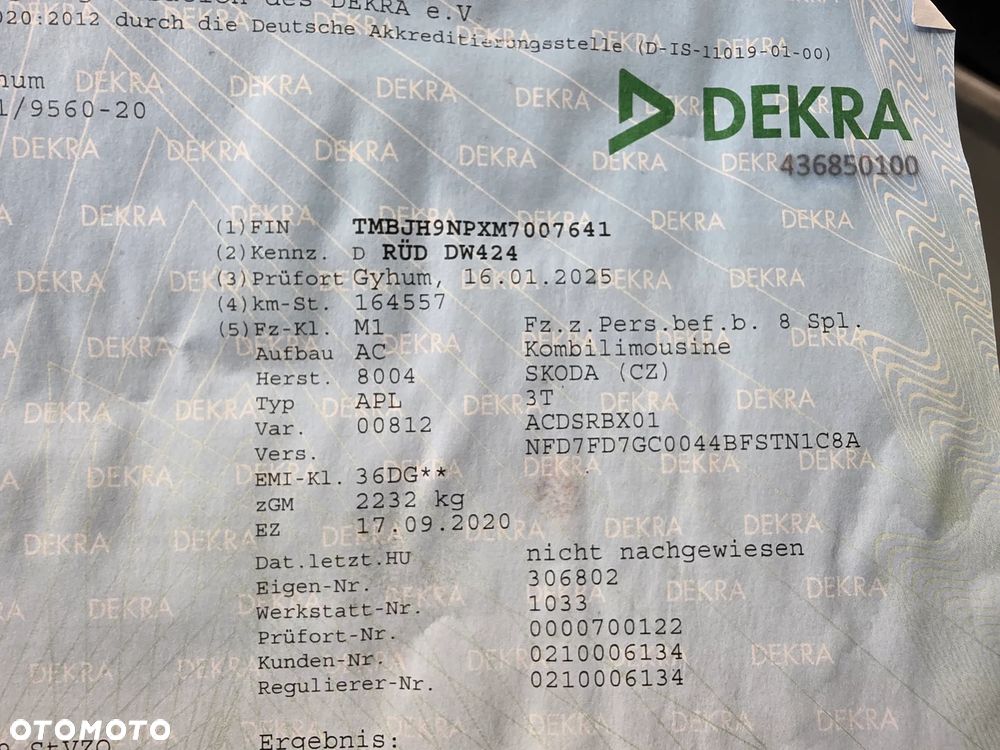 des DEKRA e.V
020:2012 durch die Deutsche Akkreditierungsstelle (D-IS-11019-01-00)
hum
1/9560-20
DEKRA
436850100
(1) FIN TMBJH9NPXM7007641
(2) Kennz. D RÜD DW424
(3) Prüfort Gyhum, 16.01.2025
(4) km-St. 164557
(5) Fz-Kl. M1 Fz.z.Pers.bef.b. 8 Spl.
Aufbau AC Kombilimousine
Herst. 8004 SKODA (CZ)
Typ APL 3T
Var. 00812 ACDSRBX01
Vers. NFD7FD7GC0044BFSTN1C8A
EMI-Kl. 36DG**
zGM 2232 kg
EZ 17.09.2020
Dat.letzt.HU nicht nachgewiesen
Eigen-Nr. 306802
Werkstatt-Nr. 1033
Prüfort-Nr. 0000700122
Kunden-Nr. 0210006134
Regulierer-Nr. 0210006134
OTOMOTO
StVZO Ergebnis: